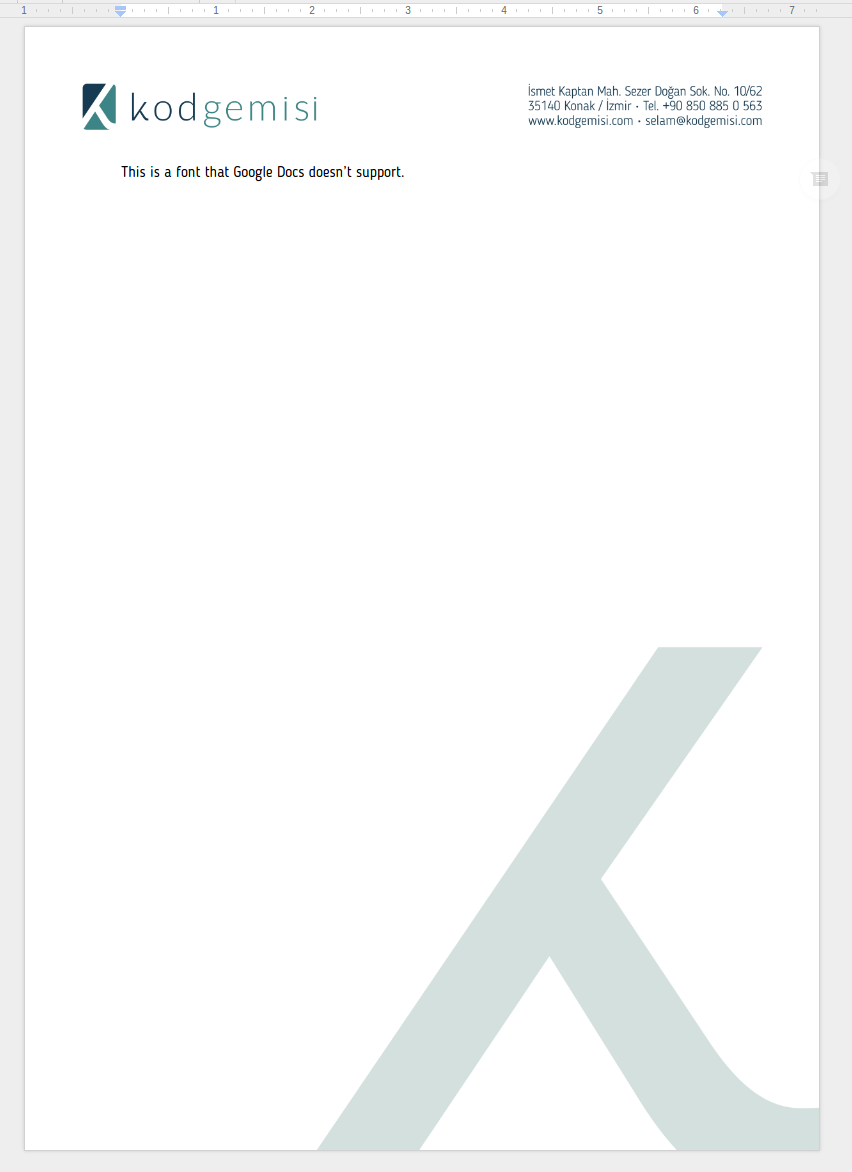 1 1 2 3 4 5 6 7
kodgemisi
İsmet Kaptan Mah. Sezer Doğan Sok. No. 10/62
35140 Konak / İzmir • Tel. +90 850 885 0 563
www.kodgemisi.com • selam@kodgemisi.com
This is a font that Google Docs doesn't support.